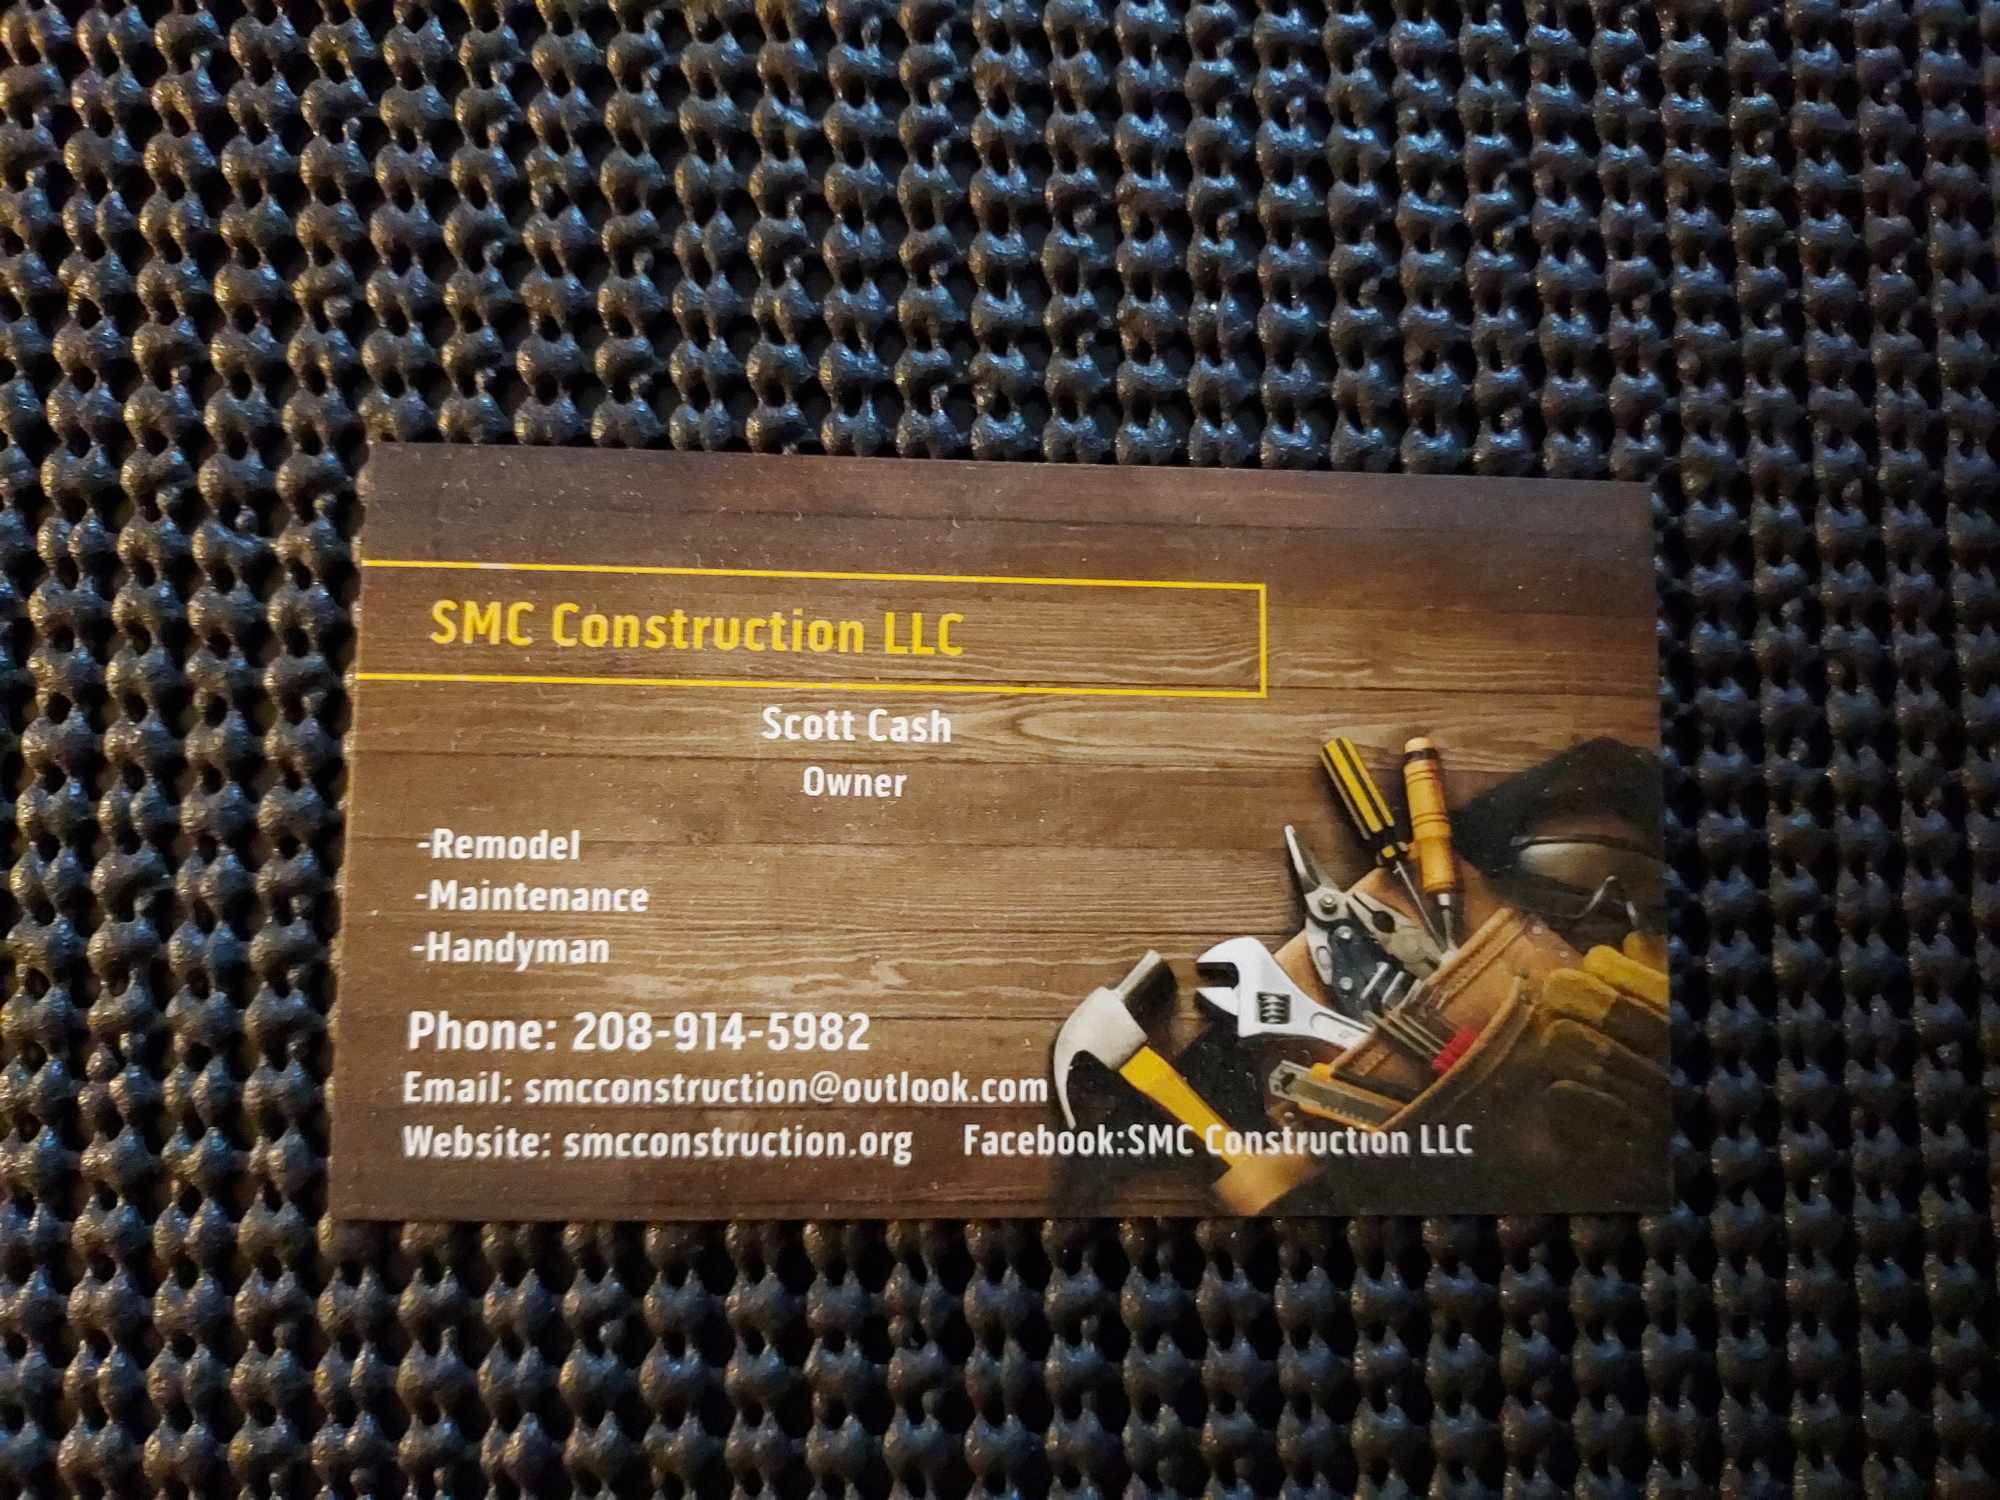 SMC Construction LLC
Scott Cash
Owner
-Remodel
-Maintenance
-Handyman
Phone: 208-914-5982
Email: smcconstruction@outlook.com
Website: smcconstruction.org Facebook:SMC Construction LLC